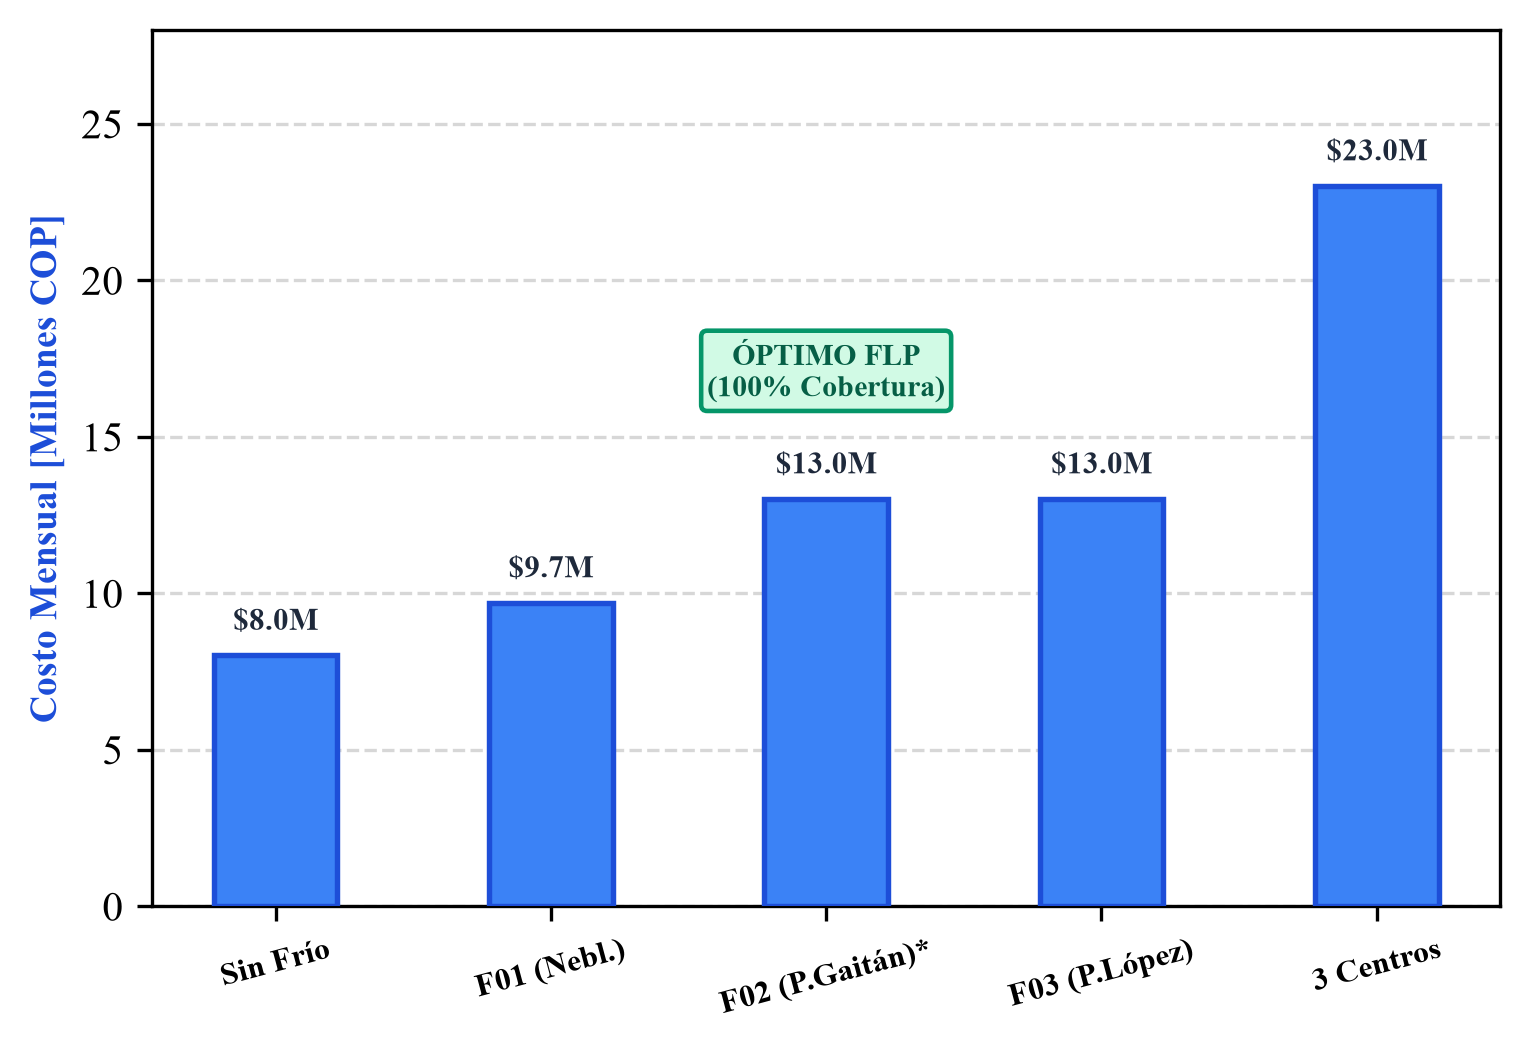 Costo Mensual [Millones COP]
25
20
15
10
5
0
$8.0M
$9.7M
$13.0M
$13.0M
$23.0M
ÓPTIMO FLP
(100% Cobertura)
Sin Frío
F01 (Nebl.)
F02 (P.Gaitán)*
F03 (P.López)
3 Centros